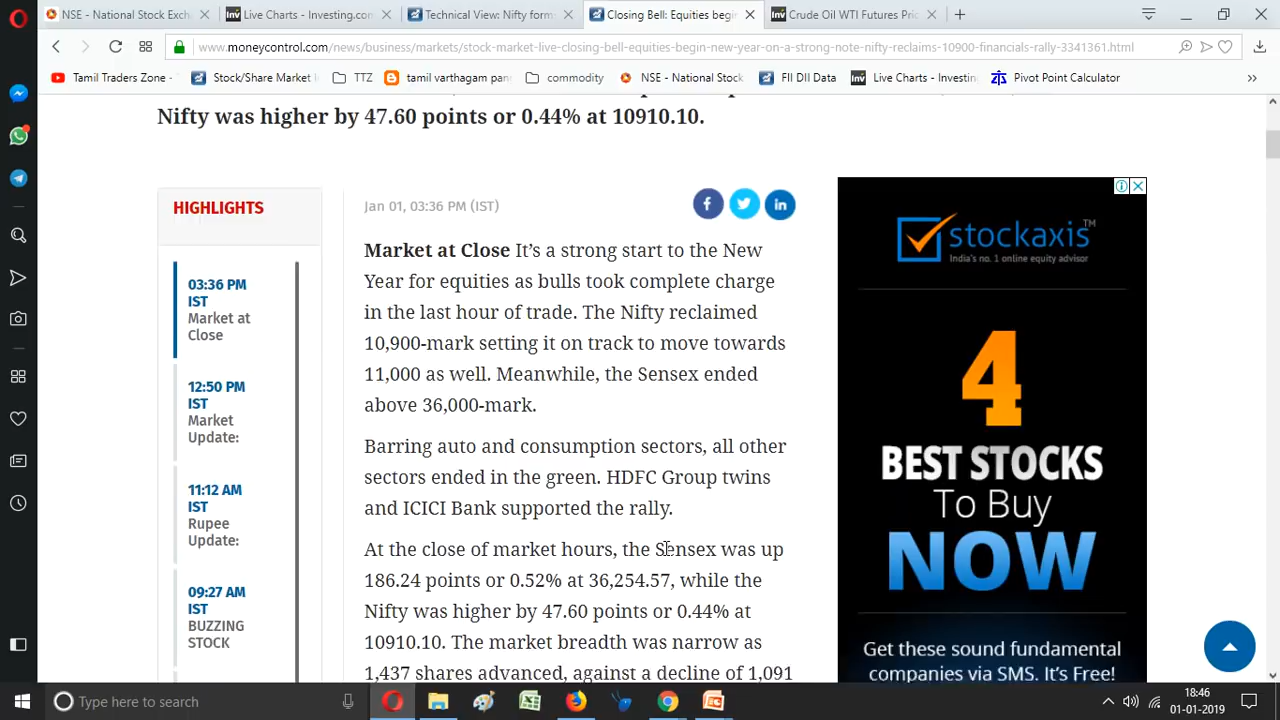 NSE - National Stock Exch
Live Charts - Investing.com
Technical View: Nifty form
Closing Bell: Equities begi
Crude Oil WTI Futures Pric
www.moneycontrol.com/news/business/markets/stock-market-live-closing-bell-equities-begin-new-year-on-a-strong-note-nifty-reclaims-10900-financials-rally-3341361.html
Tamil Traders Zone -
Stock/Share Market I
TTZ
tamil varthagam pan
commodity
NSE - National Stock
FII DII Data
Live Charts - Investin
Pivot Point Calculator
Nifty was higher by 47.60 points or 0.44% at 10910.10.
HIGHLIGHTS
03:36 PM
IST
Market at
Close
12:50 PM
IST
Market
Update:
11:12 AM
IST
Rupee
Update:
09:27 AM
IST
BUZZING
STOCK
Jan 01, 03:36 PM (IST)
Market at Close It’s a strong start to the New
Year for equities as bulls took complete charge
in the last hour of trade. The Nifty reclaimed
10,900-mark setting it on track to move towards
11,000 as well. Meanwhile, the Sensex ended
above 36,000-mark.
Barring auto and consumption sectors, all other
sectors ended in the green. HDFC Group twins
and ICICI Bank supported the rally.
At the close of market hours, the Sensex was up
186.24 points or 0.52% at 36,254.57, while the
Nifty was higher by 47.60 points or 0.44% at
10910.10. The market breadth was narrow as
1,437 shares advanced, against a decline of 1,091
stockaxis™
India's no. 1 online equity advisor
4
BEST STOCKS
To Buy
NOW
Get these sound fundamental
companies via SMS. It's Free!
Type here to search
18:46
01-01-2019